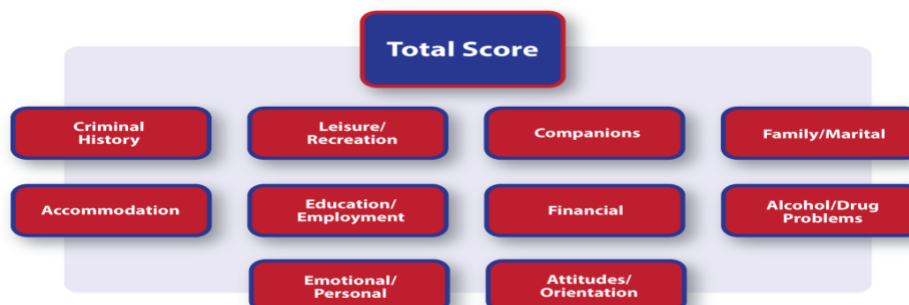 Total Score
Criminal
History
Leisure/
Recreation
Companions
Family/Marital
Accommodation
Education/
Employment
Financial
Alcohol/Drug
Problems
Emotional/
Personal
Attitudes/
Orientation